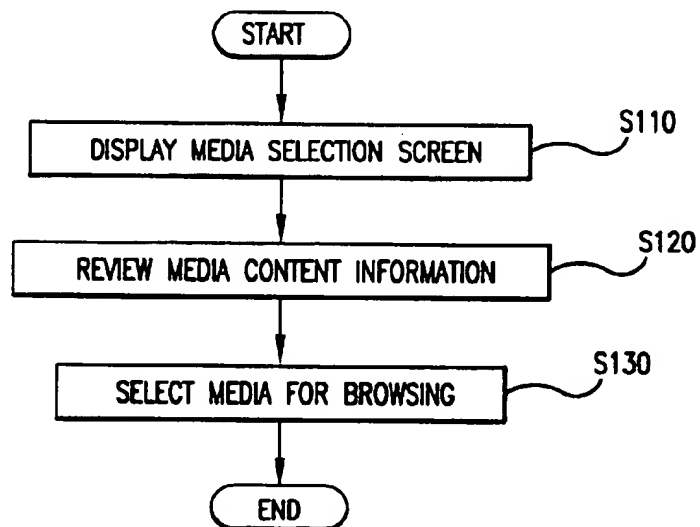 START
DISPLAY MEDIA SELECTION SCREEN
S110
REVIEW MEDIA CONTENT INFORMATION
S120
SELECT MEDIA FOR BROWSING
S130
END